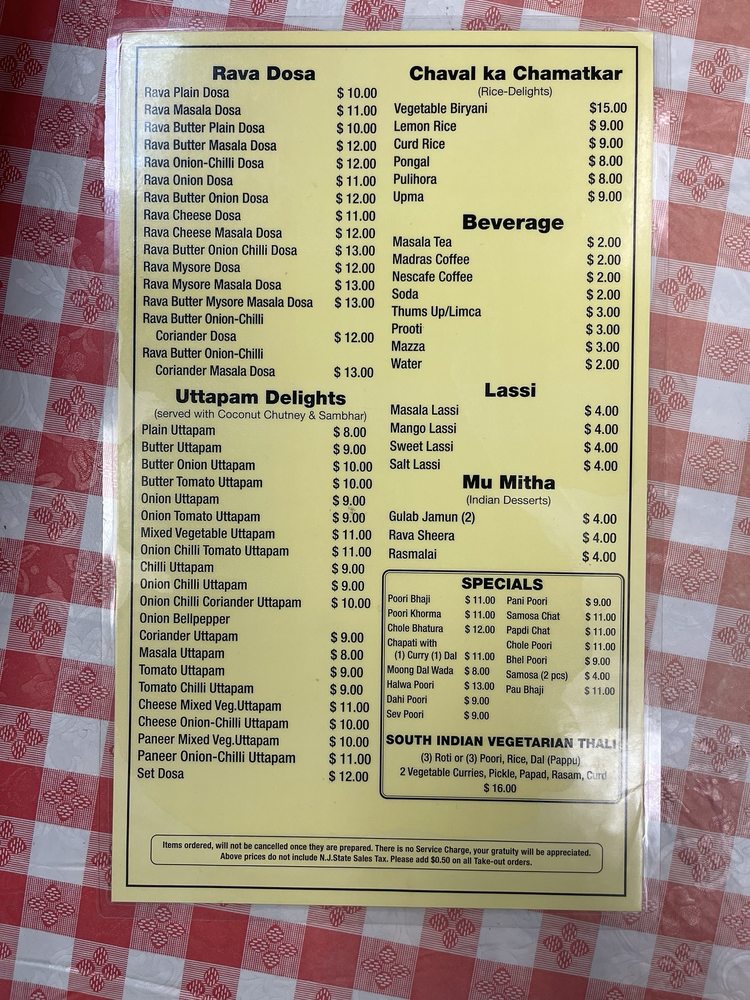 Rava Dosa
Rava Plain Dosa $ 10.00
Rava Masala Dosa $ 11.00
Rava Butter Plain Dosa $ 10.00
Rava Butter Masala Dosa $ 12.00
Rava Onion-Chilli Dosa $ 12.00
Rava Onion Dosa $ 11.00
Rava Butter Onion Dosa $ 12.00
Rava Cheese Dosa $ 11.00
Rava Cheese Masala Dosa $ 12.00
Rava Butter Onion Chilli Dosa $ 13.00
Rava Mysore Dosa $ 12.00
Rava Mysore Masala Dosa $ 13.00
Rava Butter Mysore Masala Dosa $ 13.00
Rava Butter Onion-Chilli
Coriander Dosa $ 12.00
Rava Butter Onion-Chilli
Coriander Masala Dosa $ 13.00
Uttapam Delights
(served with Coconut Chutney & Sambhar)
Plain Uttapam $ 8.00
Butter Uttapam $ 9.00
Butter Onion Uttapam $ 10.00
Butter Tomato Uttapam $ 10.00
Onion Uttapam $ 9.00
Onion Tomato Uttapam $ 9.00
Mixed Vegetable Uttapam $ 11.00
Onion Chilli Tomato Uttapam $ 11.00
Chilli Uttapam $ 9.00
Onion Chilli Uttapam $ 9.00
Onion Chilli Coriander Uttapam $ 10.00
Onion Bellpepper
Coriander Uttapam $ 9.00
Masala Uttapam $ 8.00
Tomato Uttapam $ 9.00
Tomato Chilli Uttapam $ 9.00
Cheese Mixed Veg.Uttapam $ 11.00
Cheese Onion-Chilli Uttapam $ 10.00
Paneer Mixed Veg.Uttapam $ 10.00
Paneer Onion-Chilli Uttapam $ 11.00
Set Dosa $ 12.00
Chaval ka Chamatkar
(Rice-Delights)
Vegetable Biryani $15.00
Lemon Rice $ 9.00
Curd Rice $ 9.00
Pongal $ 8.00
Pulihora $ 8.00
Upma $ 9.00
Beverage
Masala Tea $ 2.00
Madras Coffee $ 2.00
Nescafe Coffee $ 2.00
Soda $ 2.00
Thums Up/Limca $ 3.00
Prooti $ 3.00
Mazza $ 3.00
Water $ 2.00
Lassi
Masala Lassi $ 4.00
Mango Lassi $ 4.00
Sweet Lassi $ 4.00
Salt Lassi $ 4.00
Mu Mitha
(Indian Desserts)
Gulab Jamun (2) $ 4.00
Rava Sheera $ 4.00
Rasmalai $ 4.00
SPECIALS
Poori Bhaji $ 11.00
Poori Khorma $ 11.00
Chole Bhatura $ 12.00
Chapati with
(1) Curry (1) Dal $ 11.00
Moong Dal Wada $ 8.00
Halwa Poori $ 13.00
Dahi Poori $ 9.00
Sev Poori $ 9.00
Pani Poori $ 9.00
Samosa Chat $ 11.00
Papdi Chat $ 11.00
Chole Poori $ 11.00
Bhel Poori $ 9.00
Samosa (2 pcs) $ 4.00
Pau Bhaji $ 11.00
SOUTH INDIAN VEGETARIAN THALI
(3) Roti or (3) Poori, Rice, Dal (Pappu)
2 Vegetable Curries, Pickle, Papad, Rasam, Curd
$ 16.00
Items ordered, will not be cancelled once they are prepared. There is no Service Charge, your gratuity will be appreciated.
Above prices do not include N.J.State Sales Tax. Please add $0.50 on all Take-out orders.